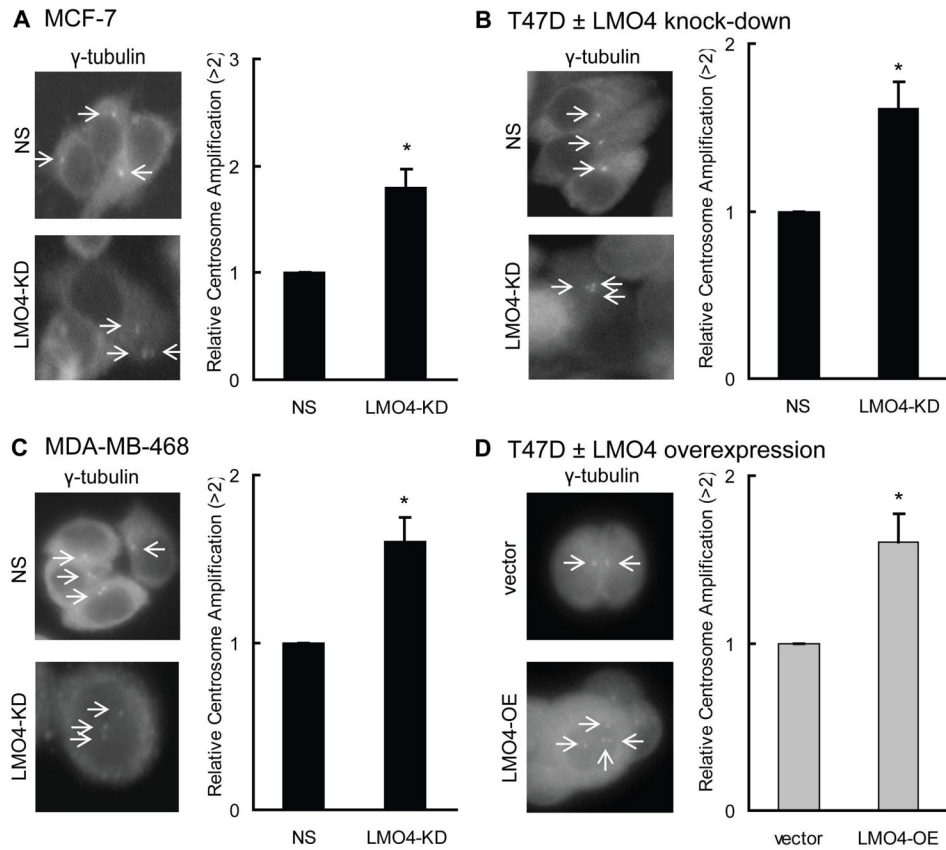 A MCF-7
γ-tubulin
NS
LMO4-KD
Relative Centrosome Amplification (>2)
3
2
1
0
*
NS LMO4-KD
B T47D ± LMO4 knock-down
γ-tubulin
NS
LMO4-KD
Relative Centrosome Amplification (>2)
2
1
0
*
NS LMO4-KD
C MDA-MB-468
γ-tubulin
NS
LMO4-KD
Relative Centrosome Amplification (>2)
2
1
0
*
NS LMO4-KD
D T47D ± LMO4 overexpression
γ-tubulin
vector
LMO4-OE
Relative Centrosome Amplification (>2)
2
1
0
*
vector LMO4-OE